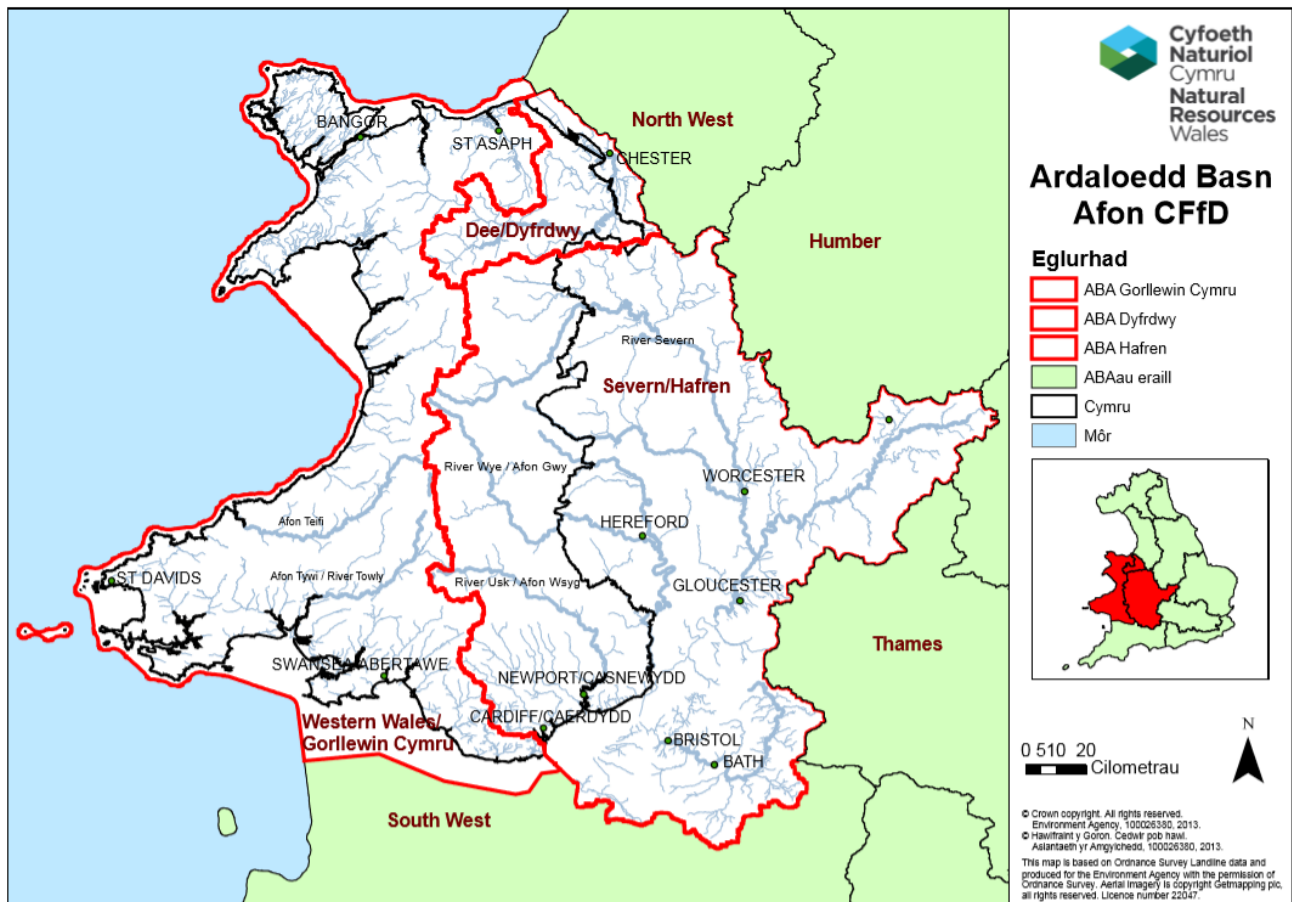 BANGOR
ST ASAPH
CHESTER
North West
Dee/Dyfrdwy
Humber
River Severn
Severn/Hafren
River Wye / Afon Gwy
WORCESTER
Afon Teifi
HEREFORD
ST DAVIDS
Afon Tywi / River Towly
River Usk / Afon Wsyg
GLOUCESTER
Thames
SWANSEA/ABERTAWE
NEWPORT/CASNEWYDD
Western Wales/
Gorllewin Cymru
CARDIFF/CAERDYDD
BRISTOL
BATH
South West
Cyfoeth
Naturiol
Cymru
Natural
Resources
Wales
Ardaloedd Basn
Afon CFfD
Eglurhad
ABA Gorllewin Cymru
ABA Dyfrdwy
ABA Hafren
ABAau eraill
Cymru
Môr
N
0 510 20
Cilometrau
© Crown copyright. All rights reserved.
Environment Agency, 100026380, 2013.
© Hawlfraint y Goron. Cedwir pob hawl.
Asiantaeth yr Amgylchedd, 100026380, 2013.
This map is based on Ordnance Survey Landline data and
produced for the Environment Agency with the permission of
Ordnance Survey. Aerial imagery is copyright Getmapping plc,
all rights reserved. Licence number 22047.